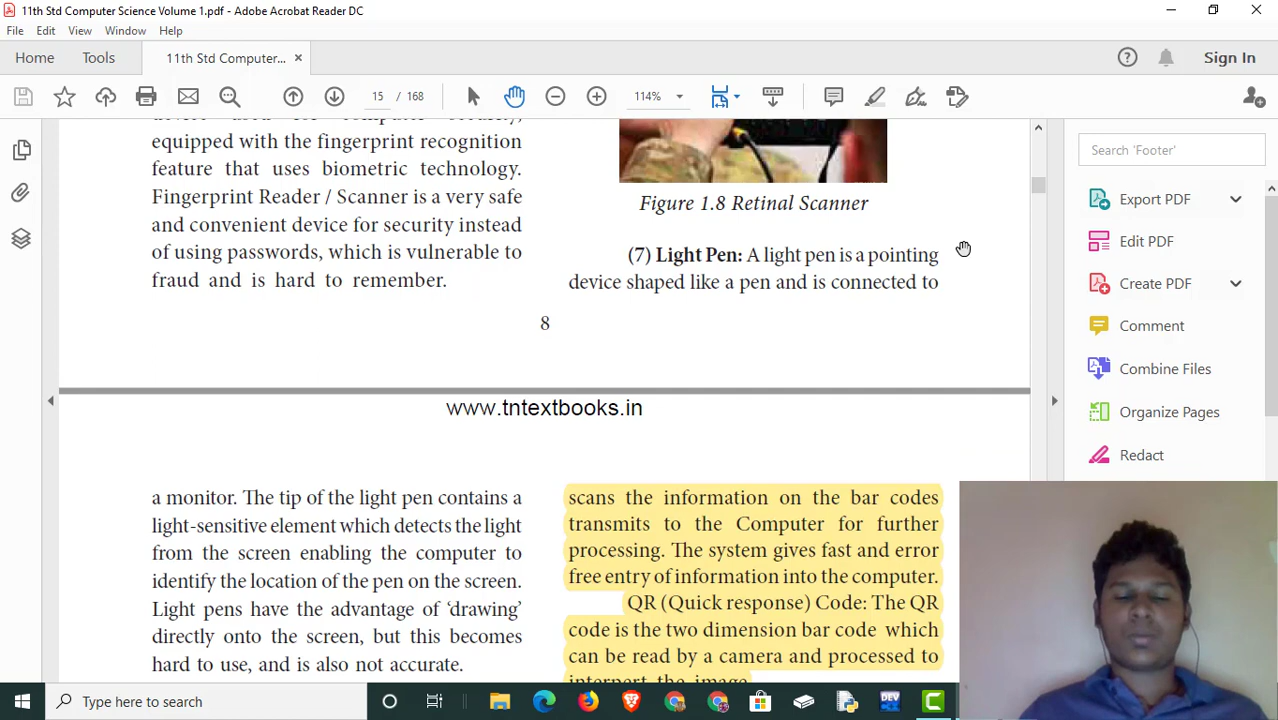 11th Std Computer Science Volume 1.pdf - Adobe Acrobat Reader DC
File Edit View Window Help
Home Tools 11th Std Computer... Sign In
15 / 168 114%
equipped with the fingerprint recognition
feature that uses biometric technology.
Fingerprint Reader / Scanner is a very safe
and convenient device for security instead
of using passwords, which is vulnerable to
fraud and is hard to remember.
Figure 1.8 Retinal Scanner
(7) Light Pen: A light pen is a pointing
device shaped like a pen and is connected to
8
www.tntextbooks.in
a monitor. The tip of the light pen contains a
light-sensitive element which detects the light
from the screen enabling the computer to
identify the location of the pen on the screen.
Light pens have the advantage of ‘drawing’
directly onto the screen, but this becomes
hard to use, and is also not accurate.
scans the information on the bar codes
transmits to the Computer for further
processing. The system gives fast and error
free entry of information into the computer.
QR (Quick response) Code: The QR
code is the two dimension bar code which
can be read by a camera and processed to
interpret the image
Search 'Footer'
Export PDF
Edit PDF
Create PDF
Comment
Combine Files
Organize Pages
Redact
Type here to search